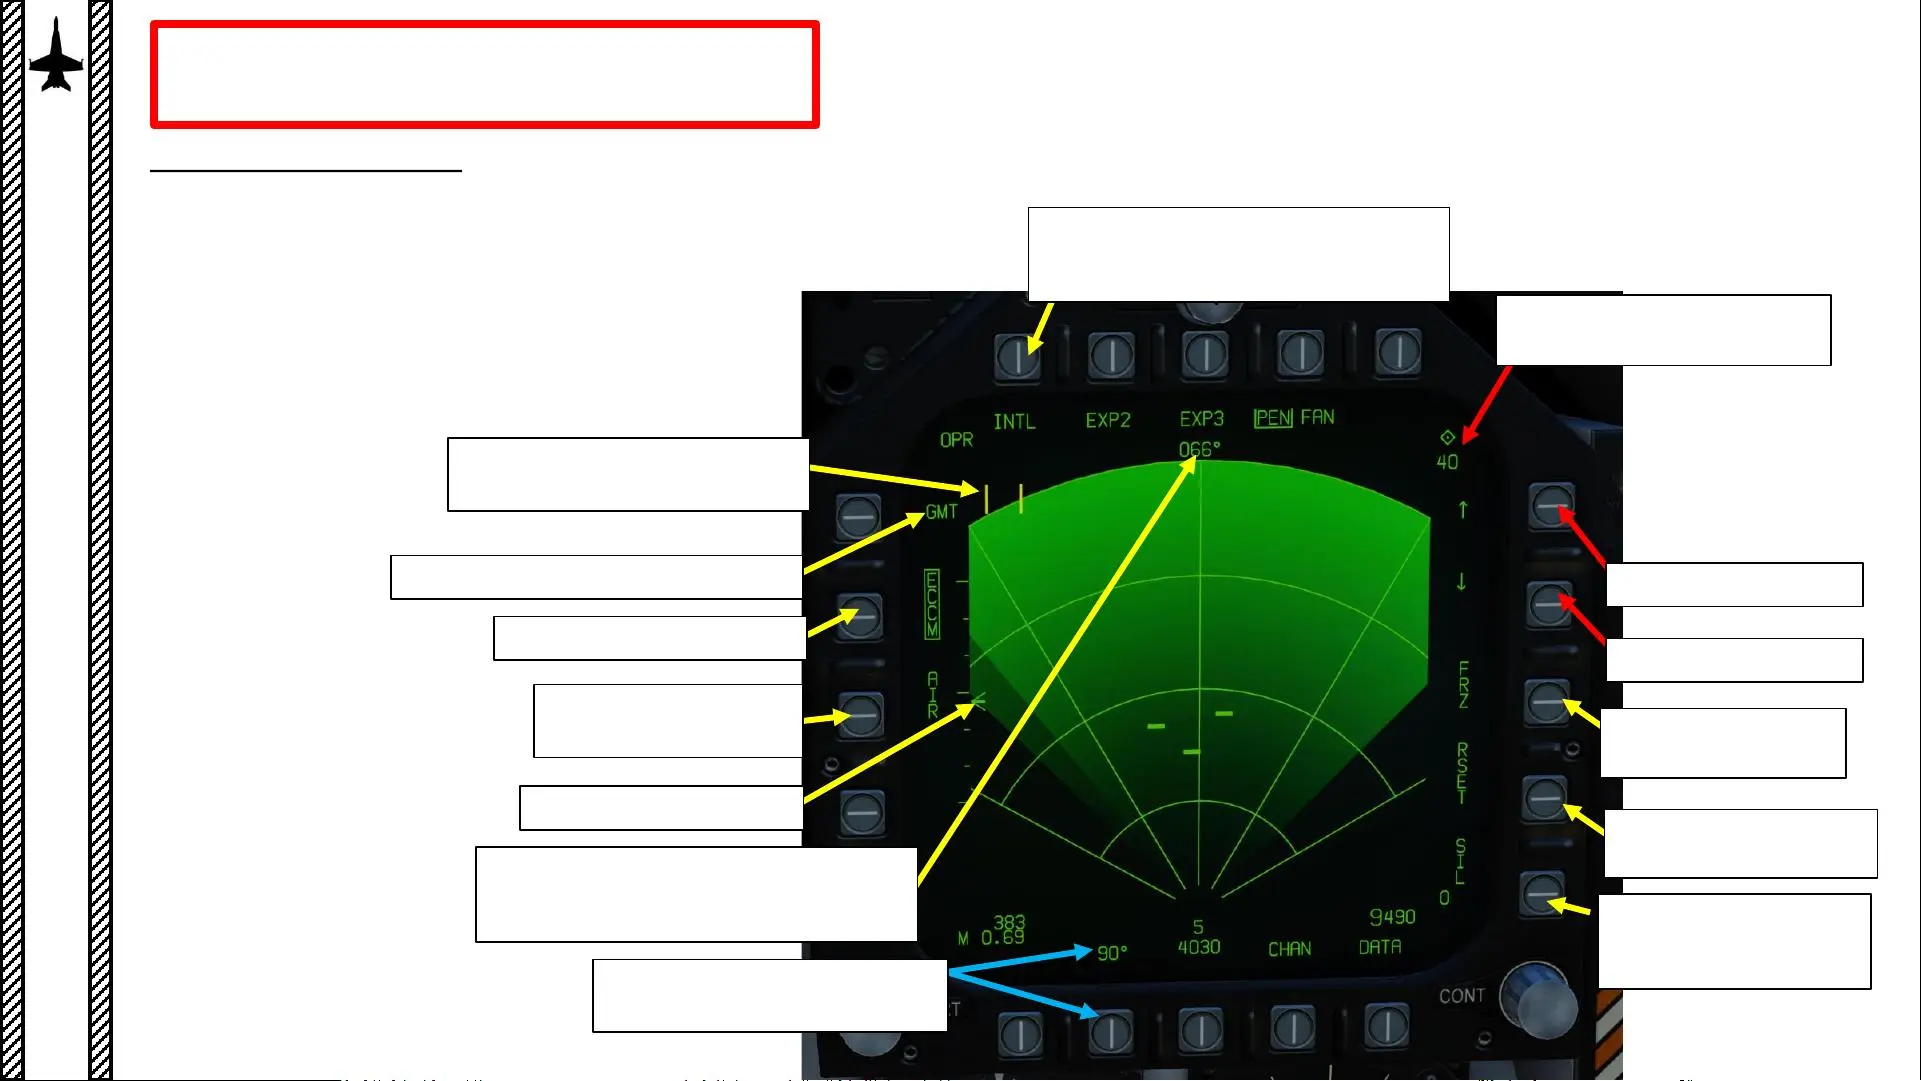 INTL EXP2 EXP3 PEN FAN
OPR
066°
40
GMT
↑
↓
ECCM
AIR
FRZ
RSET
SIL
0
383
M 0.69
90°
5
4030
CHAN
9490
DATA
CONT